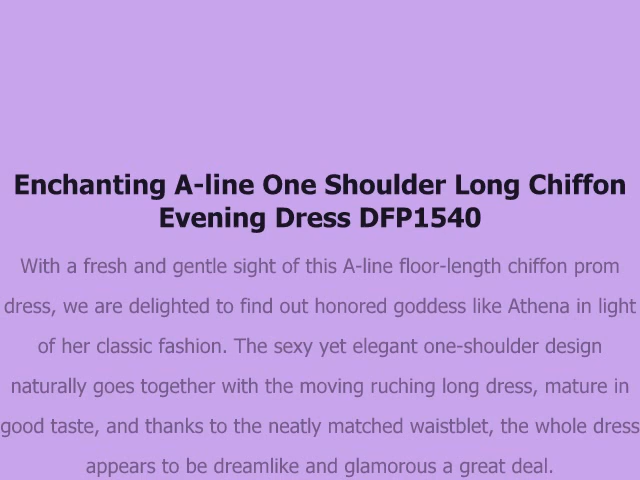 Enchanting A-line One Shoulder Long Chiffon
Evening Dress DFP1540
With a fresh and gentle sight of this A-line floor-length chiffon prom
dress, we are delighted to find out honored goddess like Athena in light
of her classic fashion. The sexy yet elegant one-shoulder design
naturally goes together with the moving ruching long dress, mature in
good taste, and thanks to the neatly matched waistblet, the whole dress
appears to be dreamlike and glamorous a great deal.